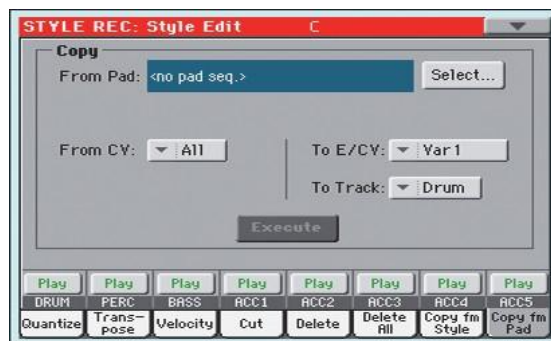 STYLE REC: Style Edit C
Copy
From Pad: <no pad seq.> Select...
From CV: All To E/CV: Var1
To Track: Drum
Execute
Play Play Play Play Play Play Play Play
DRUM PERC BASS ACC1 ACC2 ACC3 ACC4 ACC5
Quantize Trans- Velocity Cut Delete Delete Copy fm Copy fm
pose All Style Pad